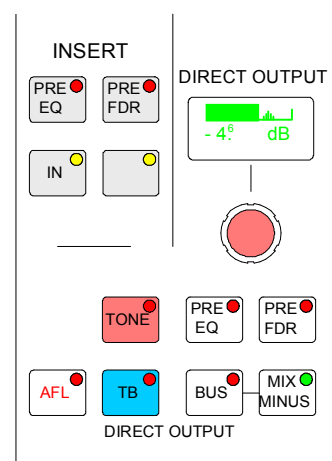 INSERT
PRE
EQ
PRE
FDR
IN
DIRECT OUTPUT
- 4.6 dB
TONE
PRE
EQ
PRE
FDR
AFL
TB
BUS
MIX
MINUS
DIRECT OUTPUT